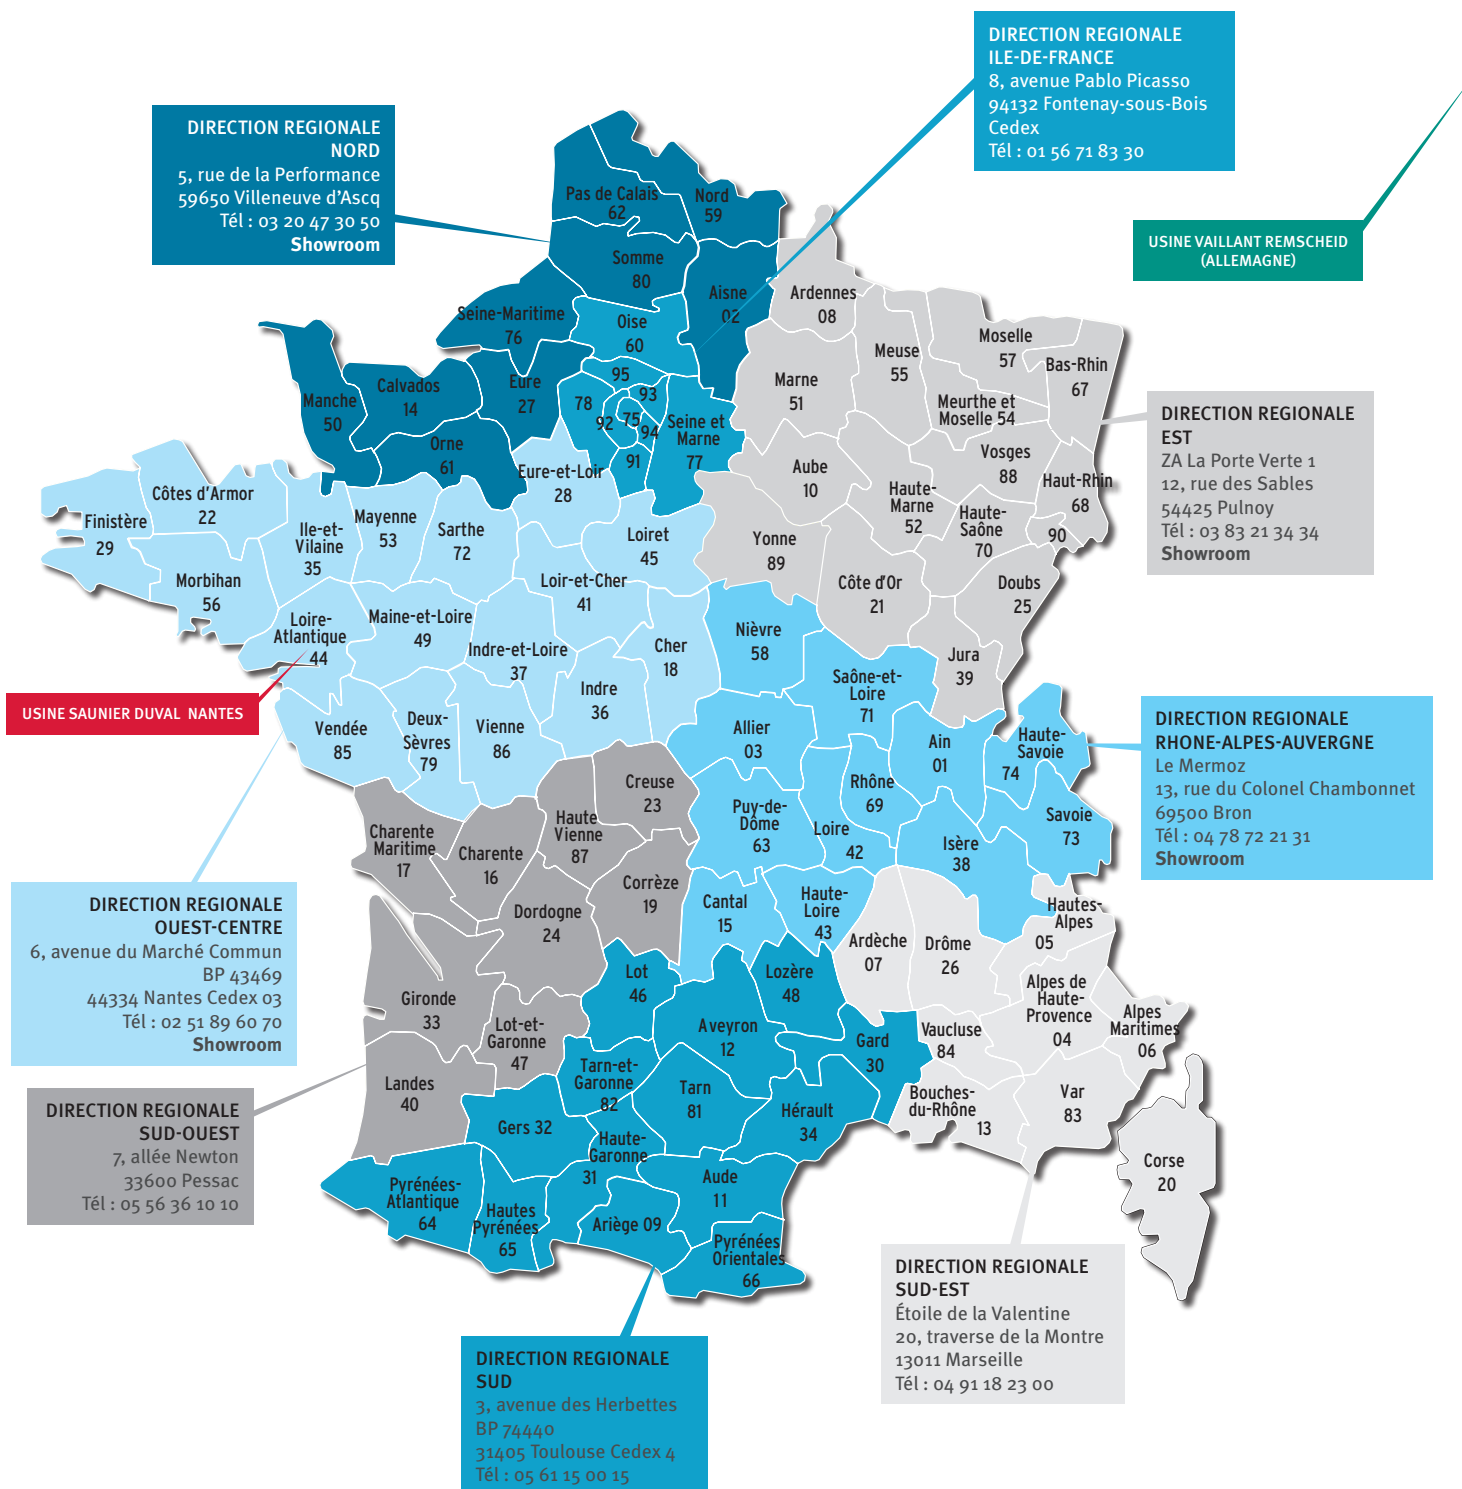 DIRECTION REGIONALE
ILE-DE-FRANCE
8, avenue Pablo Picasso
94132 Fontenay-sous-Bois
Cedex
Tél : 01 56 71 83 30
DIRECTION REGIONALE
NORD
5, rue de la Performance
59650 Villeneuve d'Ascq
Tél : 03 20 47 30 50
Showroom
USINE VAILLANT REMSCHEID
(ALLEMAGNE)
Pas de Calais
62
Nord
59
Somme
80
Aisne
02
Ardennes
08
Seine-Maritime
76
Oise
60
Meuse
55
Moselle
57
Bas-Rhin
67
Marne
51
Meurthe et
Moselle 54
Manche
50
Calvados
14
Eure
27
Orne
61
95
78
93
92
75
94
91
Seine et
Marne
77
Eure-et-Loir
28
Aube
10
Haute-
Marne
52
Vosges
88
Haut-Rhin
68
90
Haute-
Saône
70
DIRECTION REGIONALE
EST
ZA La Porte Verte 1
12, rue des Sables
54425 Pulnoy
Tél : 03 83 21 34 34
Showroom
Finistère
29
Côtes d'Armor
22
Morbihan
56
Ile-et-
Vilaine
35
Mayenne
53
Sarthe
72
Loiret
45
Loir-et-Cher
41
Yonne
89
Côte d'Or
21
Doubs
25
Loire-
Atlantique
44
Maine-et-Loire
49
Indre-et-Loire
37
Cher
18
Indre
36
Nièvre
58
Saône-et-
Loire
71
Jura
39
USINE SAUNIER DUVAL NANTES
Vendée
85
Deux-
Sèvres
79
Vienne
86
Allier
03
Ain
01
Haute-
Savoie
74
Savoie
73
DIRECTION REGIONALE
RHONE-ALPES-AUVERGNE
Le Mermoz
13, rue du Colonel Chambonnet
69500 Bron
Tél : 04 78 72 21 31
Showroom
Creuse
23
Haute
Vienne
87
Charente
Maritime
17
Charente
16
Corrèze
19
Dordogne
24
Puy-de-
Dôme
63
Loire
42
Rhône
69
Isère
38
Cantal
15
Haute-
Loire
43
Ardèche
07
Drôme
26
Hautes-
Alpes
05
DIRECTION REGIONALE
OUEST-CENTRE
6, avenue du Marché Commun
BP 43469
44334 Nantes Cedex 03
Tél : 02 51 89 60 70
Showroom
Gironde
33
Lot-et-
Garonne
47
Landes
40
Lot
46
Lozère
48
Aveyron
12
Gard
30
Vaucluse
84
Alpes de
Haute-
Provence
04
Alpes
Maritimes
06
Bouches-
du-Rhône
13
Var
83
Corse
20
DIRECTION REGIONALE
SUD-OUEST
7, allée Newton
33600 Pessac
Tél : 05 56 36 10 10
Tarn-et-
Garonne
82
Tarn
81
Hérault
34
Gers 32
Haute-
Garonne
31
Aude
11
Ariège 09
Pyrénées-
Atlantique
64
Hautes
Pyrénées
65
Pyrénées
Orientales
66
DIRECTION REGIONALE
SUD-EST
Étoile de la Valentine
20, traverse de la Montre
13011 Marseille
Tél : 04 91 18 23 00
DIRECTION REGIONALE
SUD
3, avenue des Herbettes
BP 74440
31405 Toulouse Cedex 4
Tél : 05 61 15 00 15